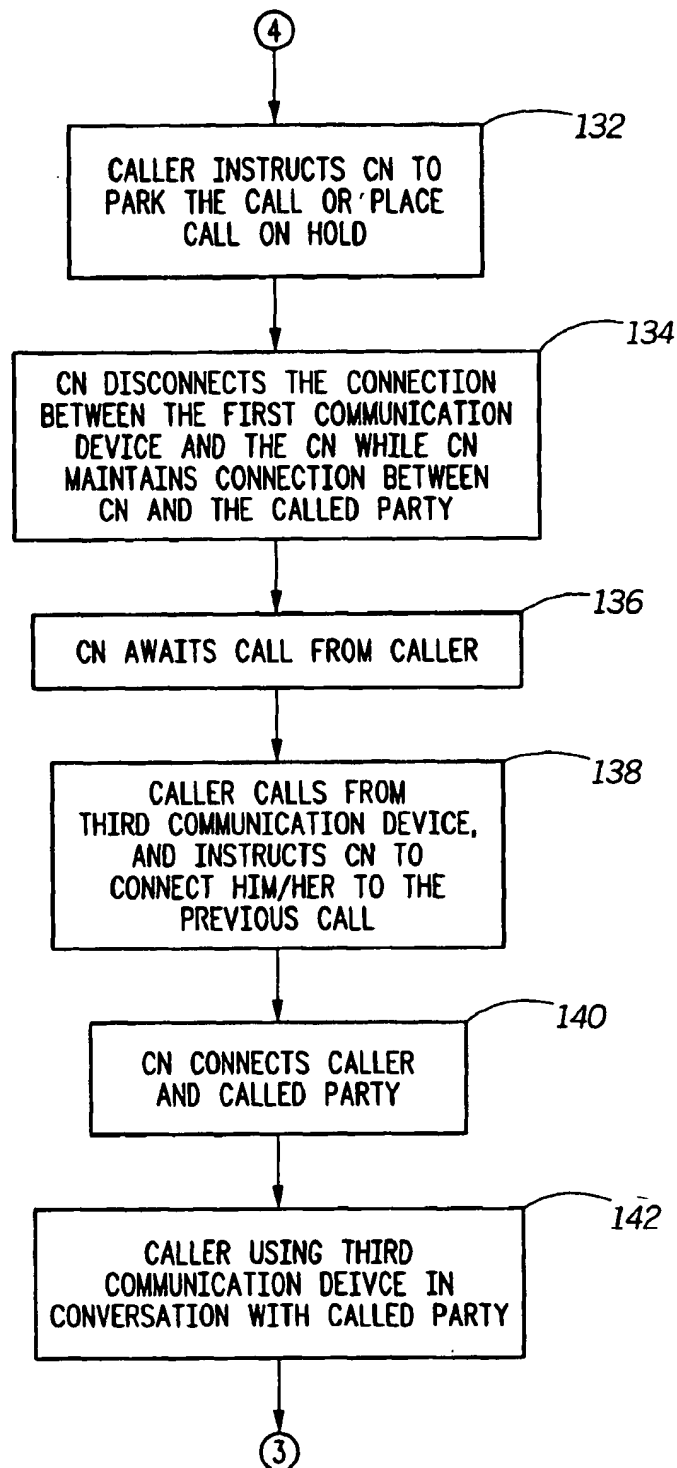 4
132
CALLER INSTRUCTS CN TO
PARK THE CALL OR PLACE
CALL ON HOLD
134
CN DISCONNECTS THE CONNECTION
BETWEEN THE FIRST COMMUNICATION
DEVICE AND THE CN WHILE CN
MAINTAINS CONNECTION BETWEEN
CN AND THE CALLED PARTY
136
CN AWAITS CALL FROM CALLER
138
CALLER CALLS FROM
THIRD COMMUNICATION DEVICE,
AND INSTRUCTS CN TO
CONNECT HIM/HER TO THE
PREVIOUS CALL
140
CN CONNECTS CALLER
AND CALLED PARTY
142
CALLER USING THIRD
COMMUNICATION DEIVCE IN
CONVERSATION WITH CALLED PARTY
3